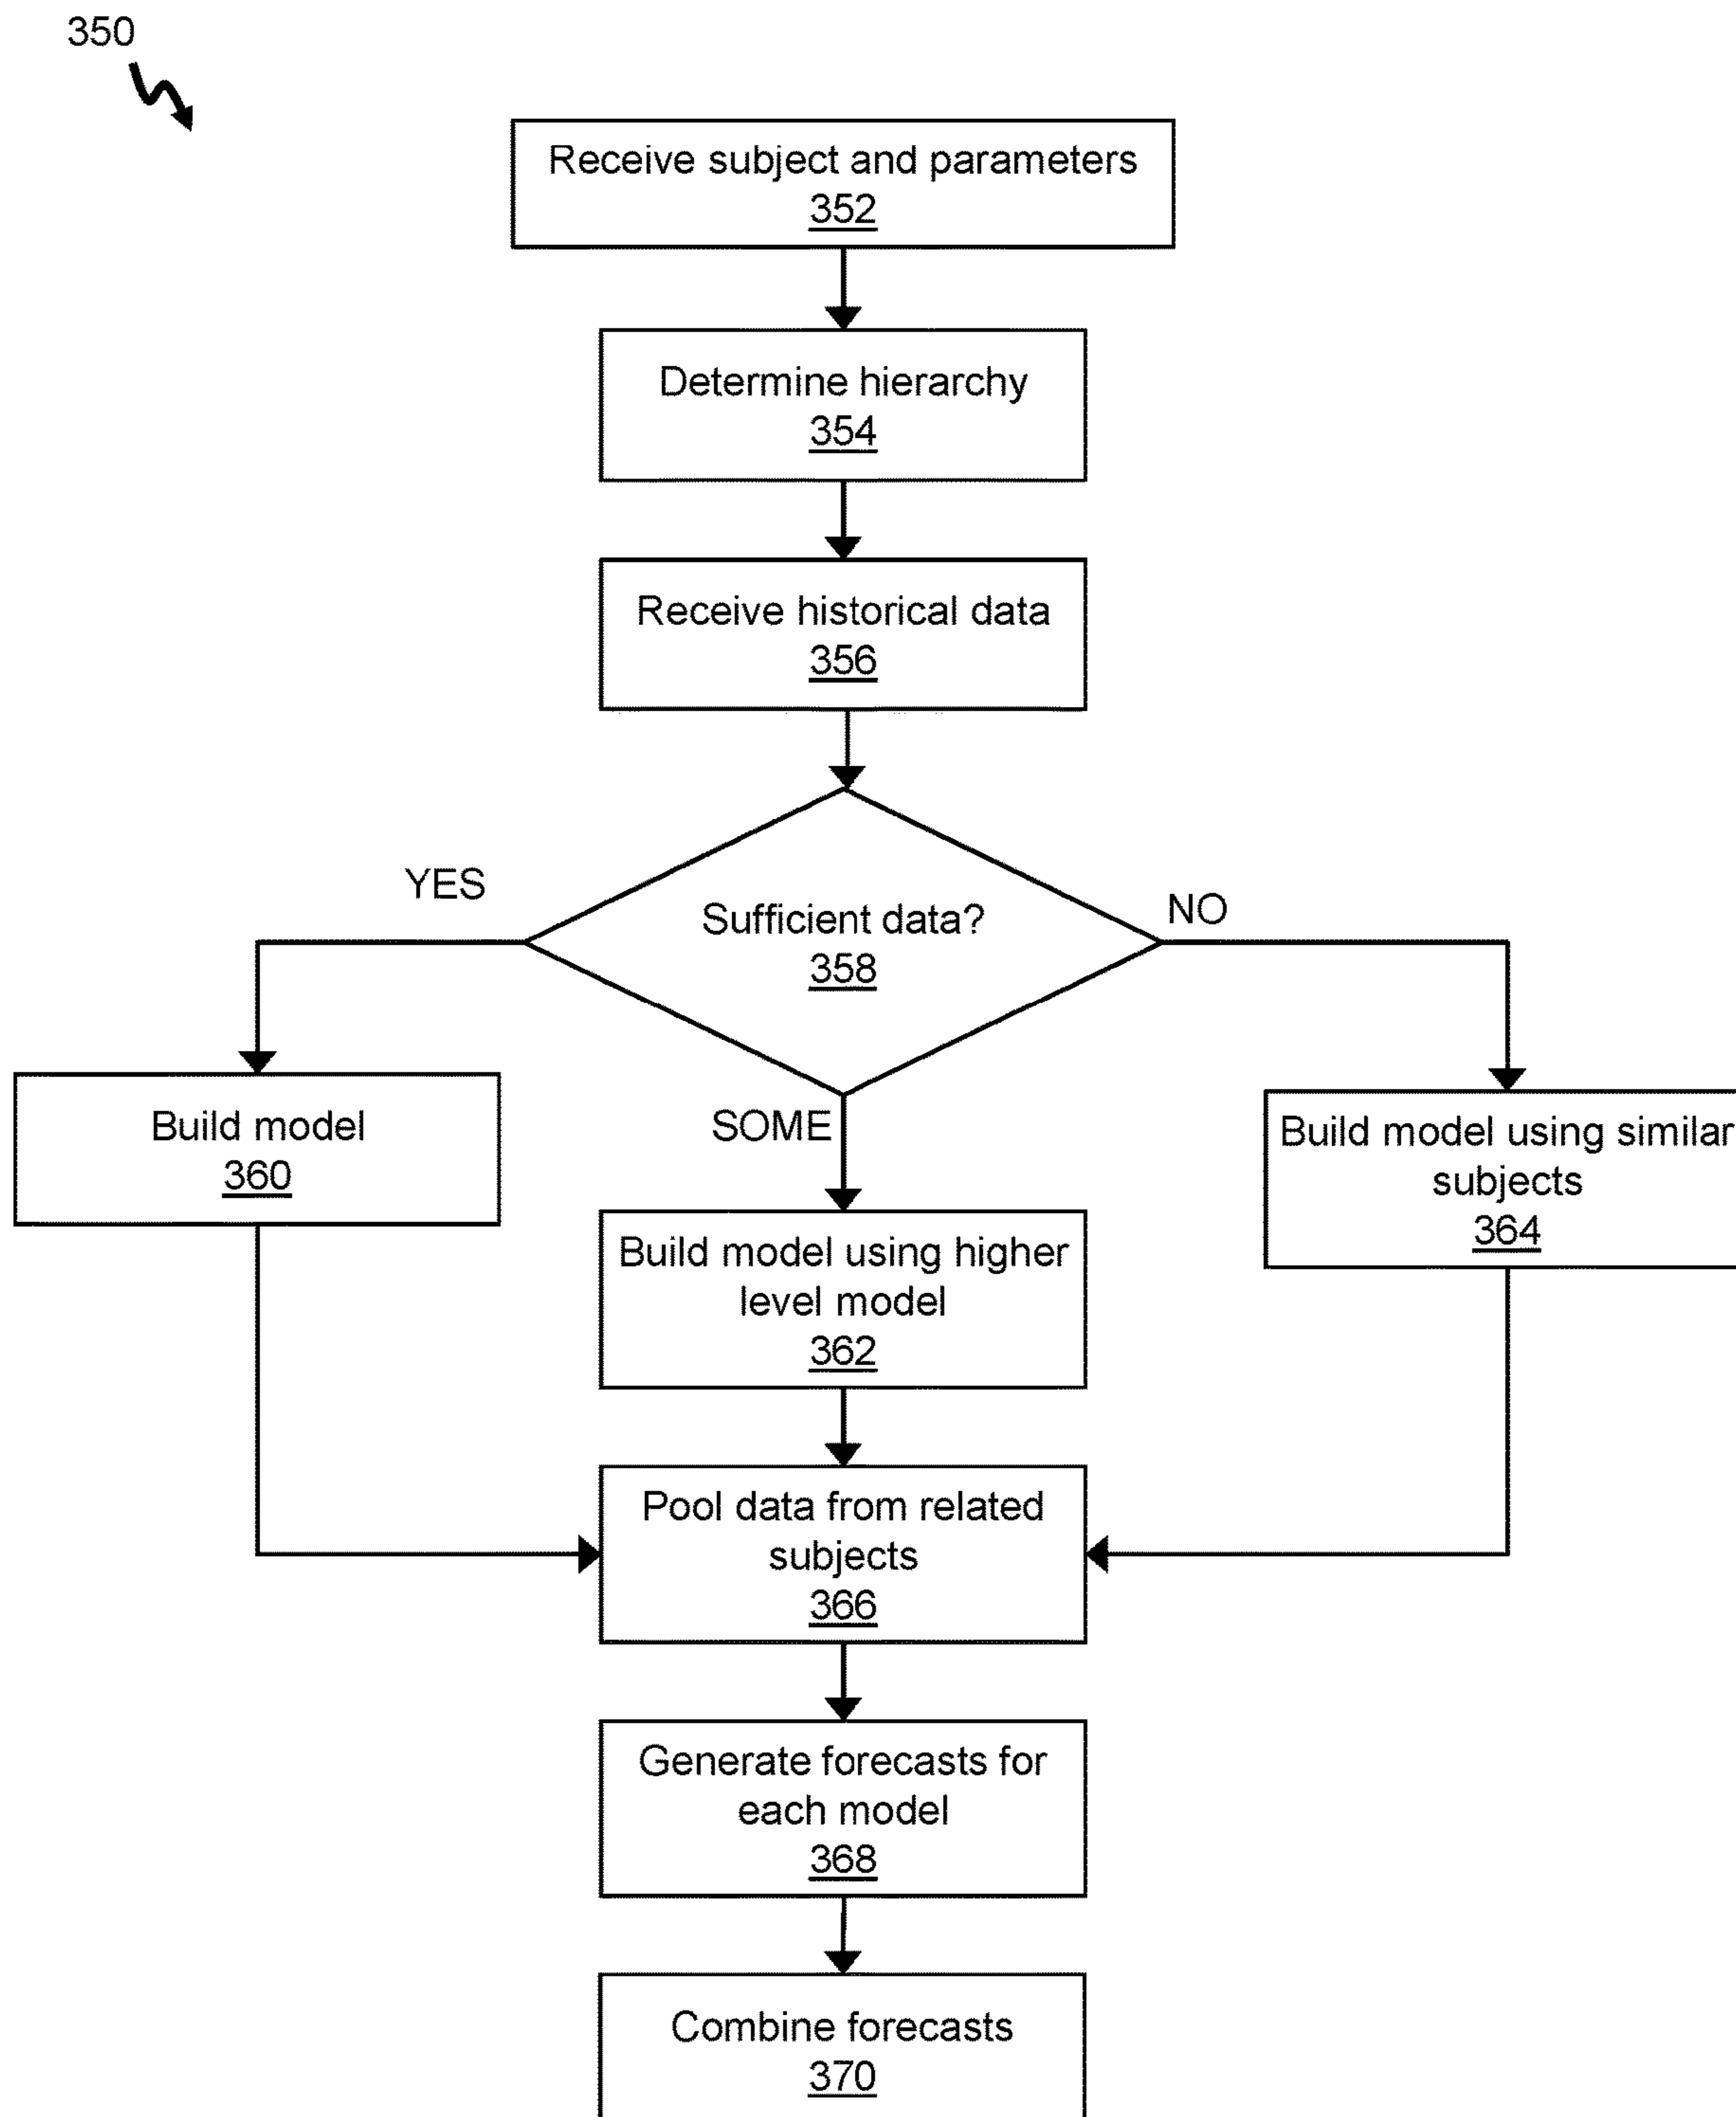 350
Receive subject and parameters
352
Determine hierarchy
354
Receive historical data
356
YES
NO
Sufficient data?
358
Build model
360
SOME
Build model using similar
subjects
364
Build model using higher
level model
362
Pool data from related
subjects
366
Generate forecasts for
each model
368
Combine forecasts
370